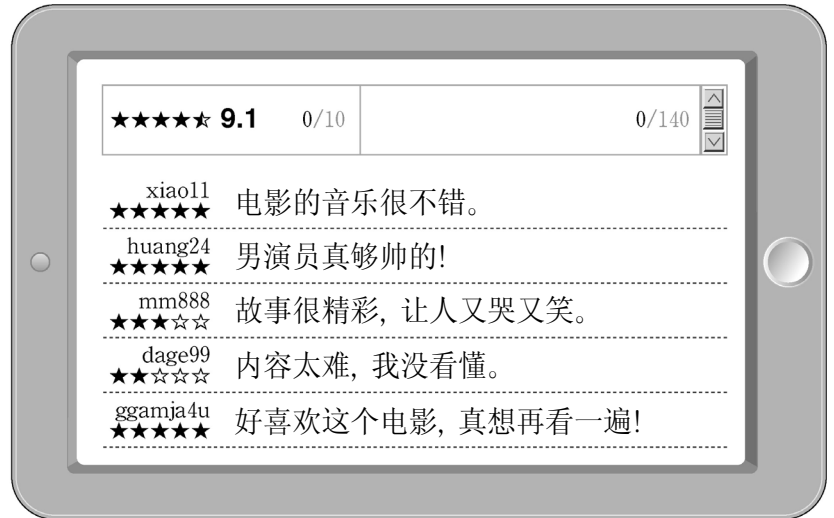 ★★★★⯪ 9.1 0/10 0/140
xiao11
★★★★★ 电影的音乐很不错。
huang24
★★★★★ 男演员真够帅的!
mm888
★★★☆☆ 故事很精彩, 让人又哭又笑。
dage99
★★☆☆☆ 内容太难, 我没看懂。
ggamja4u
★★★★★ 好喜欢这个电影, 真想再看一遍!